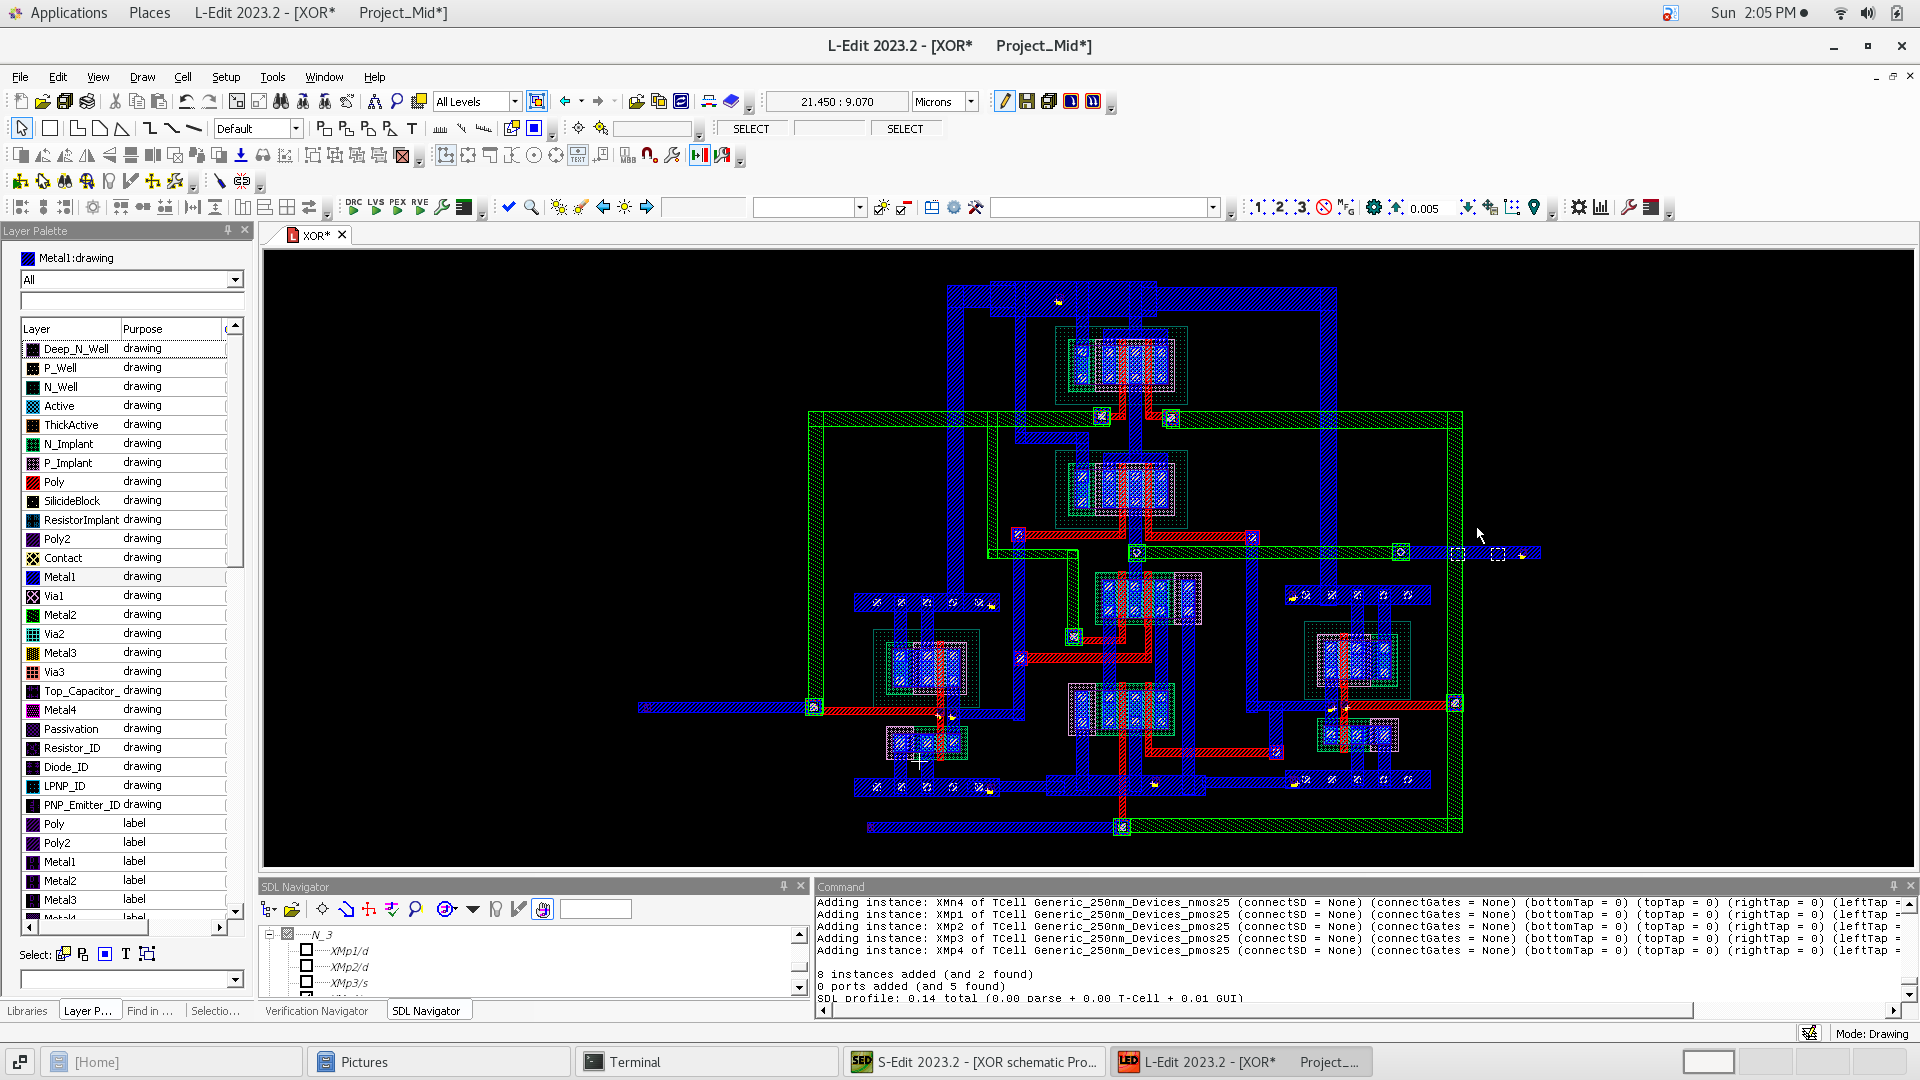 Applications Places L-Edit 2023.2 - [XOR* Project_Mid*] Sun 2:05 PM
L-Edit 2023.2 - [XOR* Project_Mid*]
File Edit View Draw Cell Setup Tools Window Help
All Levels 21.450 : 9.070 Microns
Default SELECT SELECT
DRC LVS PEX RVE 0.005
Layer Palette
XOR*
Metal1:drawing
All
Layer Purpose
Deep_N_Well drawing
P_Well drawing
N_Well drawing
Active drawing
ThickActive drawing
N_Implant drawing
P_Implant drawing
Poly drawing
SilicideBlock drawing
ResistorImplant drawing
Poly2 drawing
Contact drawing
Metal1 drawing
Via1 drawing
Metal2 drawing
Via2 drawing
Metal3 drawing
Via3 drawing
Top_Capacitor_ drawing
Metal4 drawing
Passivation drawing
Resistor_ID drawing
Diode_ID drawing
LPNP_ID drawing
PNP_Emitter_ID drawing
Poly label
Poly2 label
Metal1 label
Metal2 label
Metal3 label
Metal4 label
Select:
Libraries Layer P... Find in ... Selectio...
SDL Navigator
N_3
XMp1/d
XMp2/d
XMp3/s
Verification Navigator SDL Navigator
Command
Adding instance: XMn4 of TCell Generic_250nm_Devices_nmos25 (connectSD = None) (connectGates = None) (bottomTap = 0) (topTap = 0) (rightTap = 0) (leftTap =
Adding instance: XMp1 of TCell Generic_250nm_Devices_pmos25 (connectSD = None) (connectGates = None) (bottomTap = 0) (topTap = 0) (rightTap = 0) (leftTap =
Adding instance: XMp2 of TCell Generic_250nm_Devices_pmos25 (connectSD = None) (connectGates = None) (bottomTap = 0) (topTap = 0) (rightTap = 0) (leftTap =
Adding instance: XMp3 of TCell Generic_250nm_Devices_pmos25 (connectSD = None) (connectGates = None) (bottomTap = 0) (topTap = 0) (rightTap = 0) (leftTap =
Adding instance: XMp4 of TCell Generic_250nm_Devices_pmos25 (connectSD = None) (connectGates = None) (bottomTap = 0) (topTap = 0) (rightTap = 0) (leftTap =
8 instances added (and 2 found)
0 ports added (and 5 found)
SDL profile: 0.14 total (0.00 parse + 0.00 T-Cell + 0.01 GUI)
Mode: Drawing
[Home] Pictures Terminal S-Edit 2023.2 - [XOR schematic Pro... L-Edit 2023.2 - [XOR* Project_...